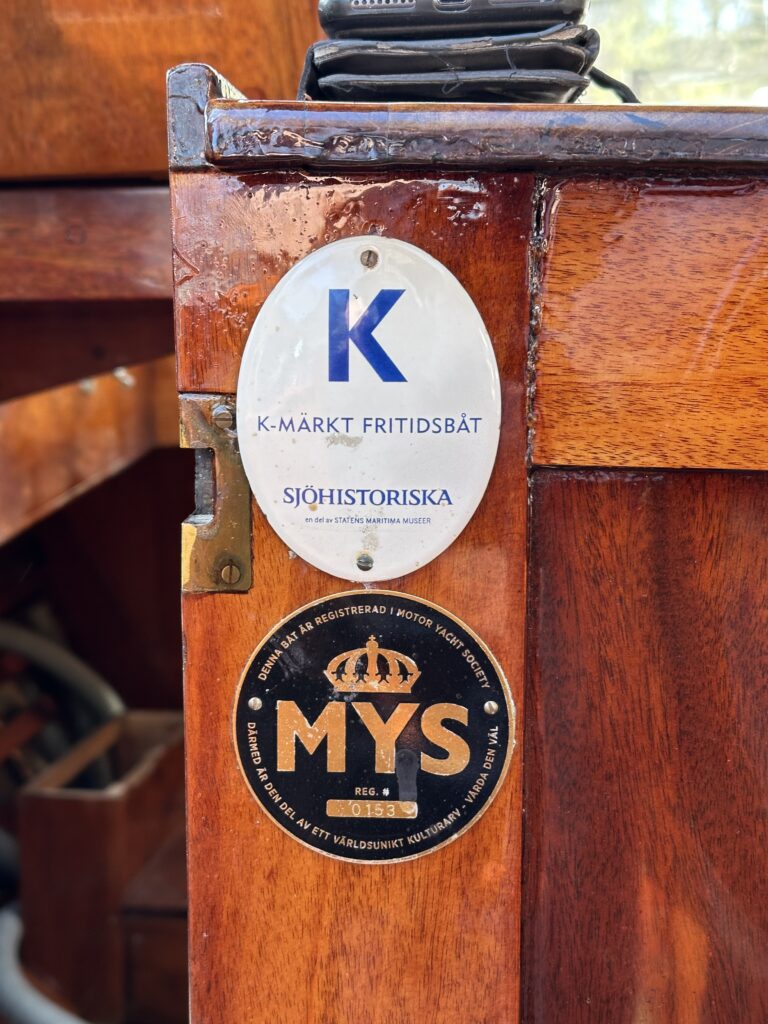 K
K-MÄRKT FRITIDSBÅT
SJÖHISTORISKA
en del av STATENS MARITIMA MUSEER
DENNA BÅT ÄR REGISTRERAD I MOTOR YACHT SOCIETY
MYS
REG. #
0153
DÄRMED ÄR DEN DEL AV ETT VÄRLDSUNIKT KULTURARV - VÅRDA DEN VÄL